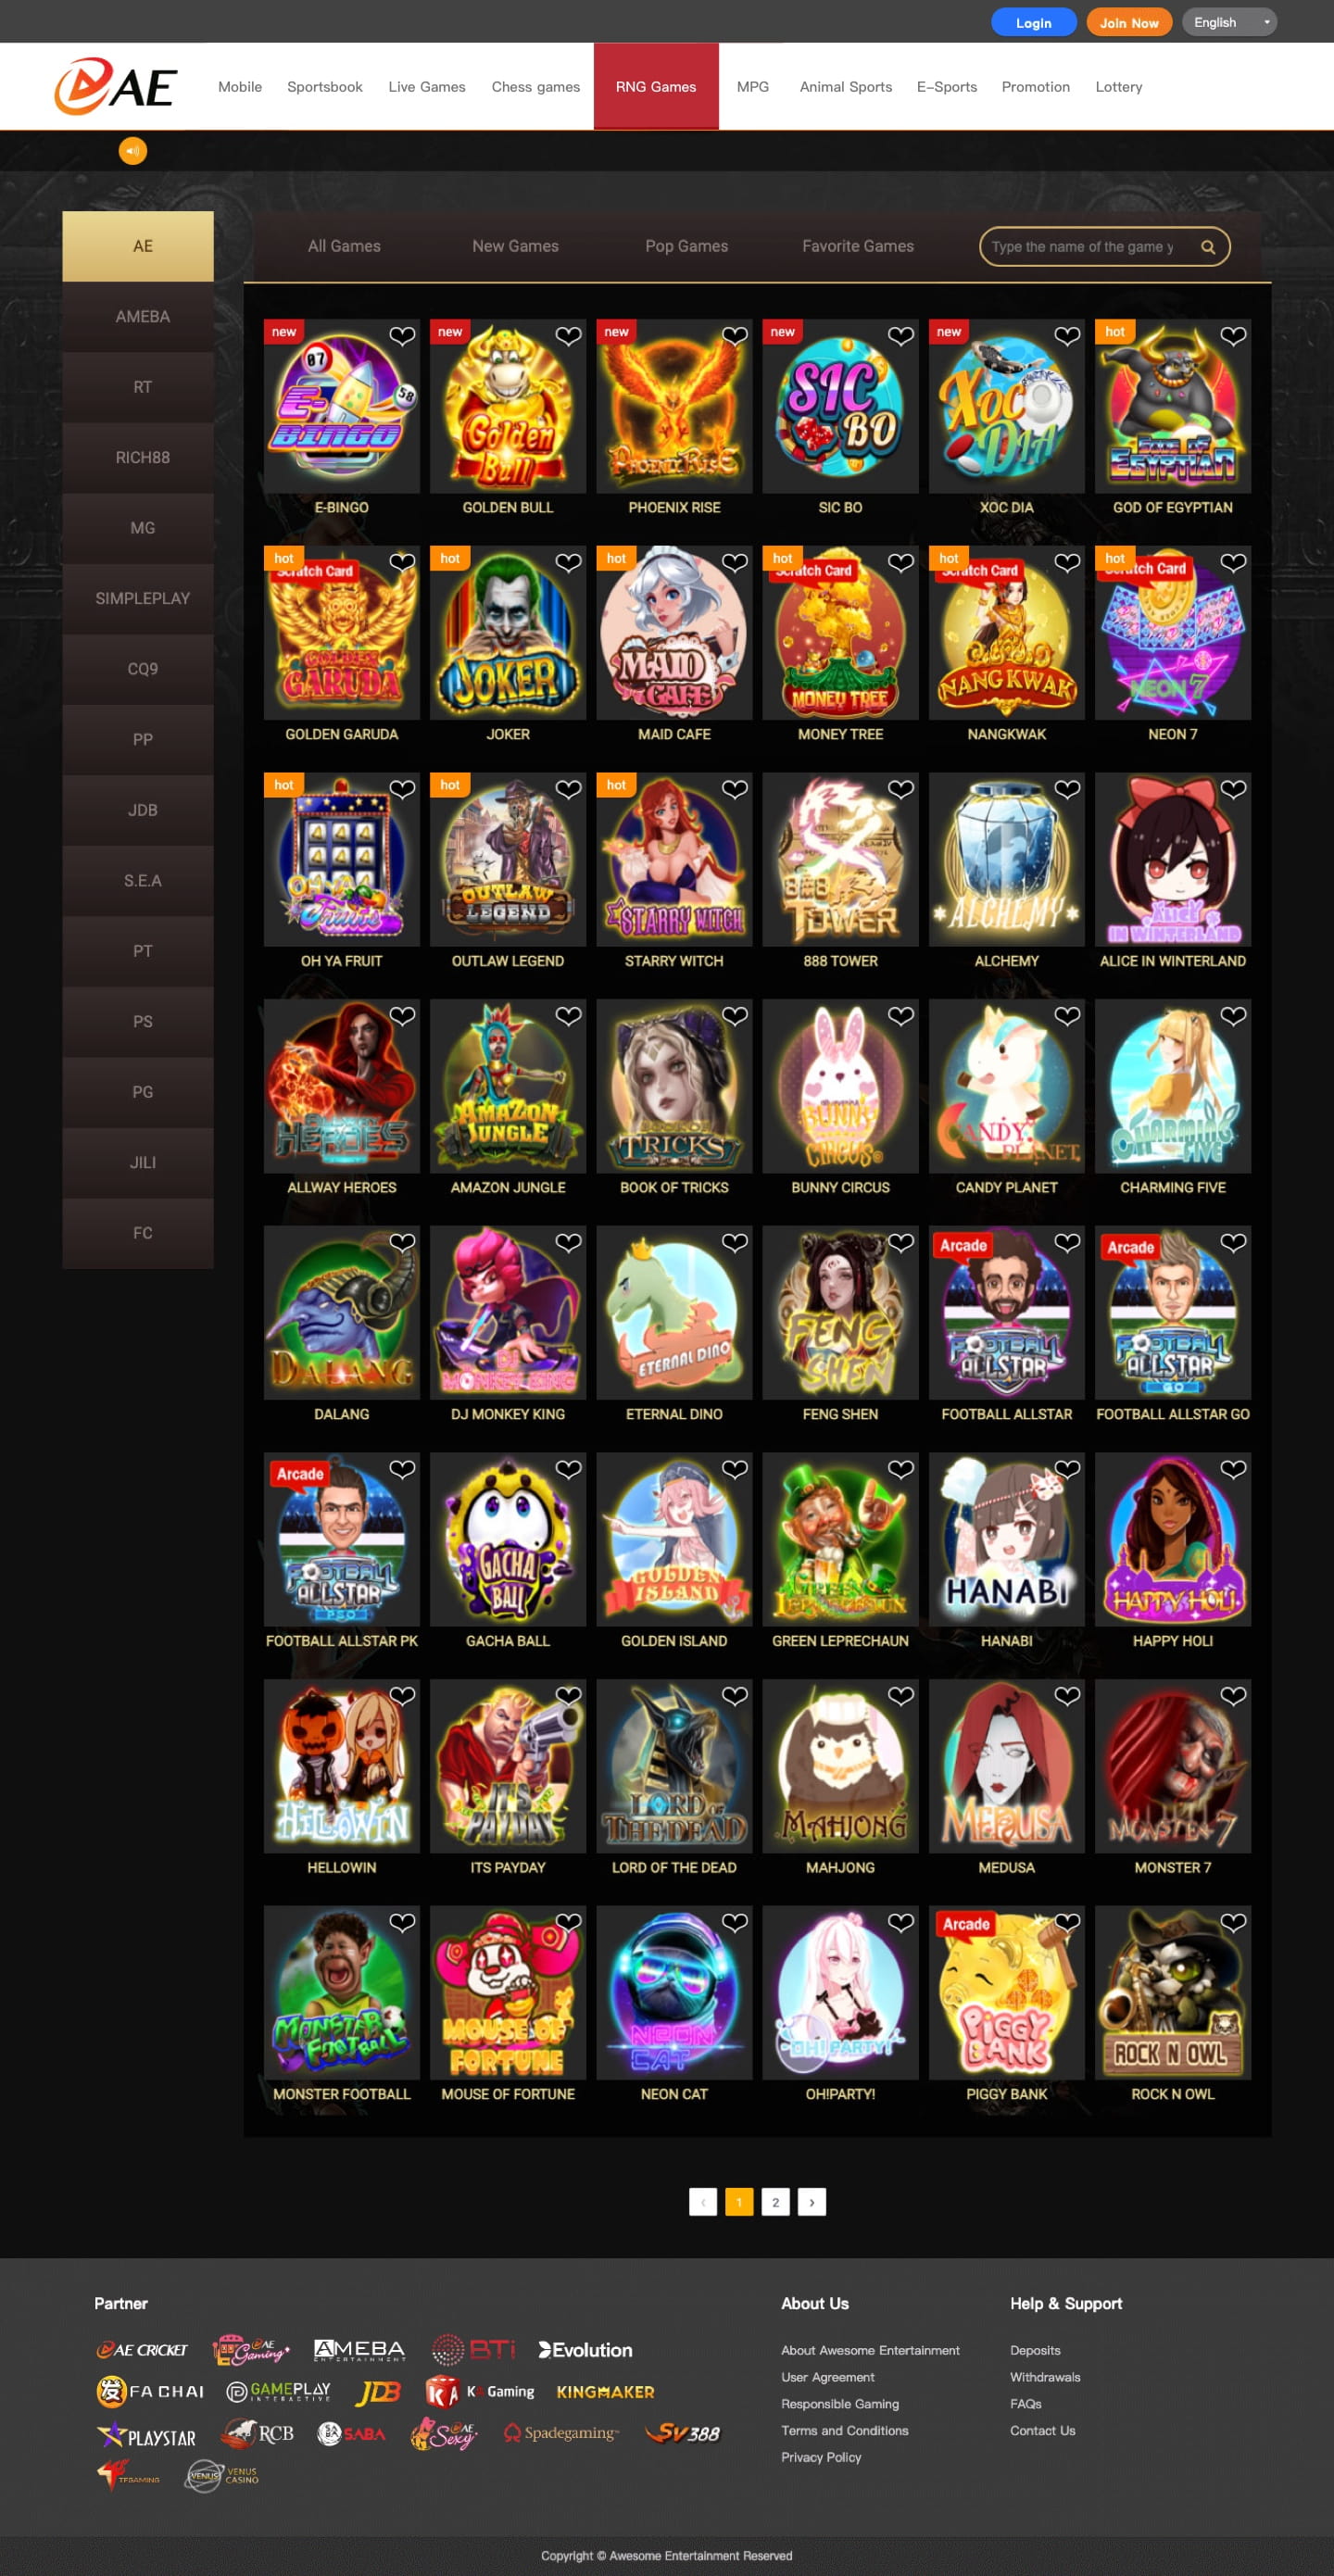 Login
Join Now
English
AE
Mobile
Sportsbook
Live Games
Chess games
RNG Games
MPG
Animal Sports
E-Sports
Promotion
Lottery
AE
AMEBA
RT
RICH88
MG
SIMPLEPLAY
CQ9
PP
JDB
S.E.A
PT
PS
PG
JILI
FC
All Games
New Games
Pop Games
Favorite Games
Type the name of the game y
new
07
58
E-BINGO
E-BINGO
new
Golden Bull
GOLDEN BULL
new
PHOENIX RISE
PHOENIX RISE
new
SIC BO
SIC BO
new
XOC DIA
XOC DIA
hot
EGYPTIAN
GOD OF EGYPTIAN
hot
Scratch Card
GOLDEN GARUDA
GOLDEN GARUDA
hot
JOKER
JOKER
hot
MAID CAFE
MAID CAFE
hot
Scratch Card
MONEY TREE
MONEY TREE
hot
Scratch Card
NANGKWAK
NANGKWAK
hot
Scratch Card
NEON 7
NEON 7
hot
OH YA Fruits
OH YA FRUIT
hot
OUTLAW LEGEND
OUTLAW LEGEND
hot
STARRY WITCH
STARRY WITCH
888 TOWER
888 TOWER
ALCHEMY
ALCHEMY
ALICE IN WINTERLAND
ALICE IN WINTERLAND
HEROES
ALLWAY HEROES
AMAZON JUNGLE
AMAZON JUNGLE
TRICKS
BOOK OF TRICKS
BUNNY CIRCUS
BUNNY CIRCUS
CANDY PLANET
CANDY PLANET
CHARMING FIVE
CHARMING FIVE
DALANG
DALANG
DJ MONKEY KING
DJ MONKEY KING
ETERNAL DINO
ETERNAL DINO
FENG SHEN
FENG SHEN
Arcade
FOOTBALL ALLSTAR
FOOTBALL ALLSTAR
Arcade
FOOTBALL ALLSTAR GO
FOOTBALL ALLSTAR GO
Arcade
FOOTBALL ALLSTAR
FOOTBALL ALLSTAR PK
GACHA BALL
GACHA BALL
GOLDEN ISLAND
GOLDEN ISLAND
GREEN LEPRECHAUN
GREEN LEPRECHAUN
HANABI
HANABI
HAPPY HOLI
HAPPY HOLI
HELLOWIN
HELLOWIN
IT'S PAYDAY
ITS PAYDAY
LORD OF THE DEAD
LORD OF THE DEAD
MAHJONG
MAHJONG
MEDUSA
MEDUSA
MONSTER 7
MONSTER 7
MONSTER FOOTBALL
MONSTER FOOTBALL
MOUSE OF FORTUNE
MOUSE OF FORTUNE
NEON CAT
NEON CAT
OH! PARTY!
OH!PARTY!
Arcade
PIGGY BANK
PIGGY BANK
ROCK N OWL
ROCK N OWL
‹
1
2
›
Partner
AE CRICKET
AE Gaming
AMEBA ENTERTAINMENT
BTi
Evolution
发 FA CHAI
GAMEPLAY INTERACTIVE
JDB
KA Gaming
KINGMAKER
PLAYSTAR
RCB
SABA SABA
AE Sexy
Spadegaming
SV388
TFGAMING
VENUS VENUS CASINO
About Us
About Awesome Entertainment
User Agreement
Responsible Gaming
Terms and Conditions
Privacy Policy
Help & Support
Deposits
Withdrawals
FAQs
Contact Us
Copyright © Awesome Entertainment Reserved